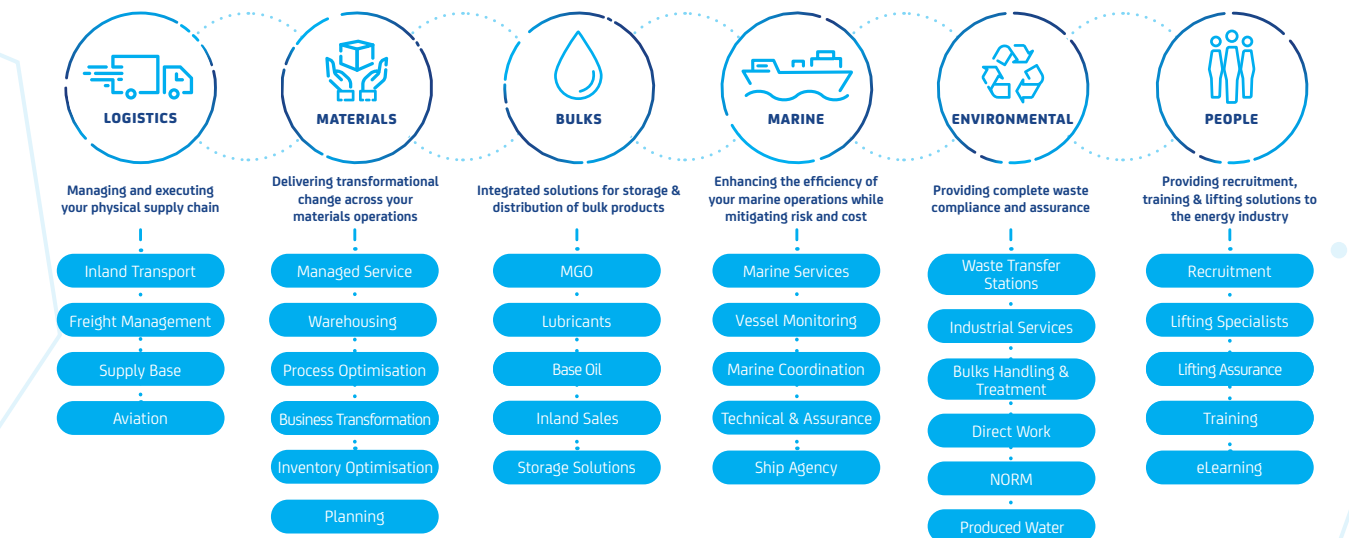 LOGISTICS
Managing and executing
your physical supply chain
Inland Transport
Freight Management
Supply Base
Aviation
MATERIALS
Delivering transformational
change across your
materials operations
Managed Service
Warehousing
Process Optimisation
Business Transformation
Inventory Optimisation
Planning
BULKS
Integrated solutions for storage &
distribution of bulk products
MGO
Lubricants
Base Oil
Inland Sales
Storage Solutions
MARINE
Enhancing the efficiency of
your marine operations while
mitigating risk and cost
Marine Services
Vessel Monitoring
Marine Coordination
Technical & Assurance
Ship Agency
ENVIRONMENTAL
Providing complete waste
compliance and assurance
Waste Transfer
Stations
Industrial Services
Bulks Handling &
Treatment
Direct Work
NORM
Produced Water
PEOPLE
Providing recruitment,
training & lifting solutions to
the energy industry
Recruitment
Lifting Specialists
Lifting Assurance
Training
eLearning